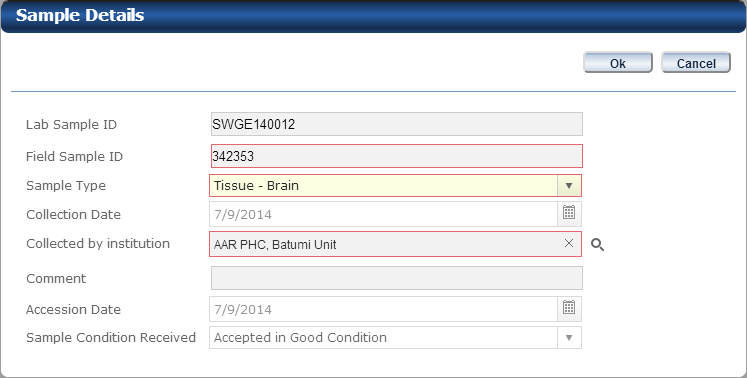 Sample Details
Ok Cancel
Lab Sample ID SWGE140012
Field Sample ID 342353
Sample Type Tissue - Brain
Collection Date 7/9/2014
Collected by institution AAR PHC, Batumi Unit
Comment
Accession Date 7/9/2014
Sample Condition Received Accepted in Good Condition